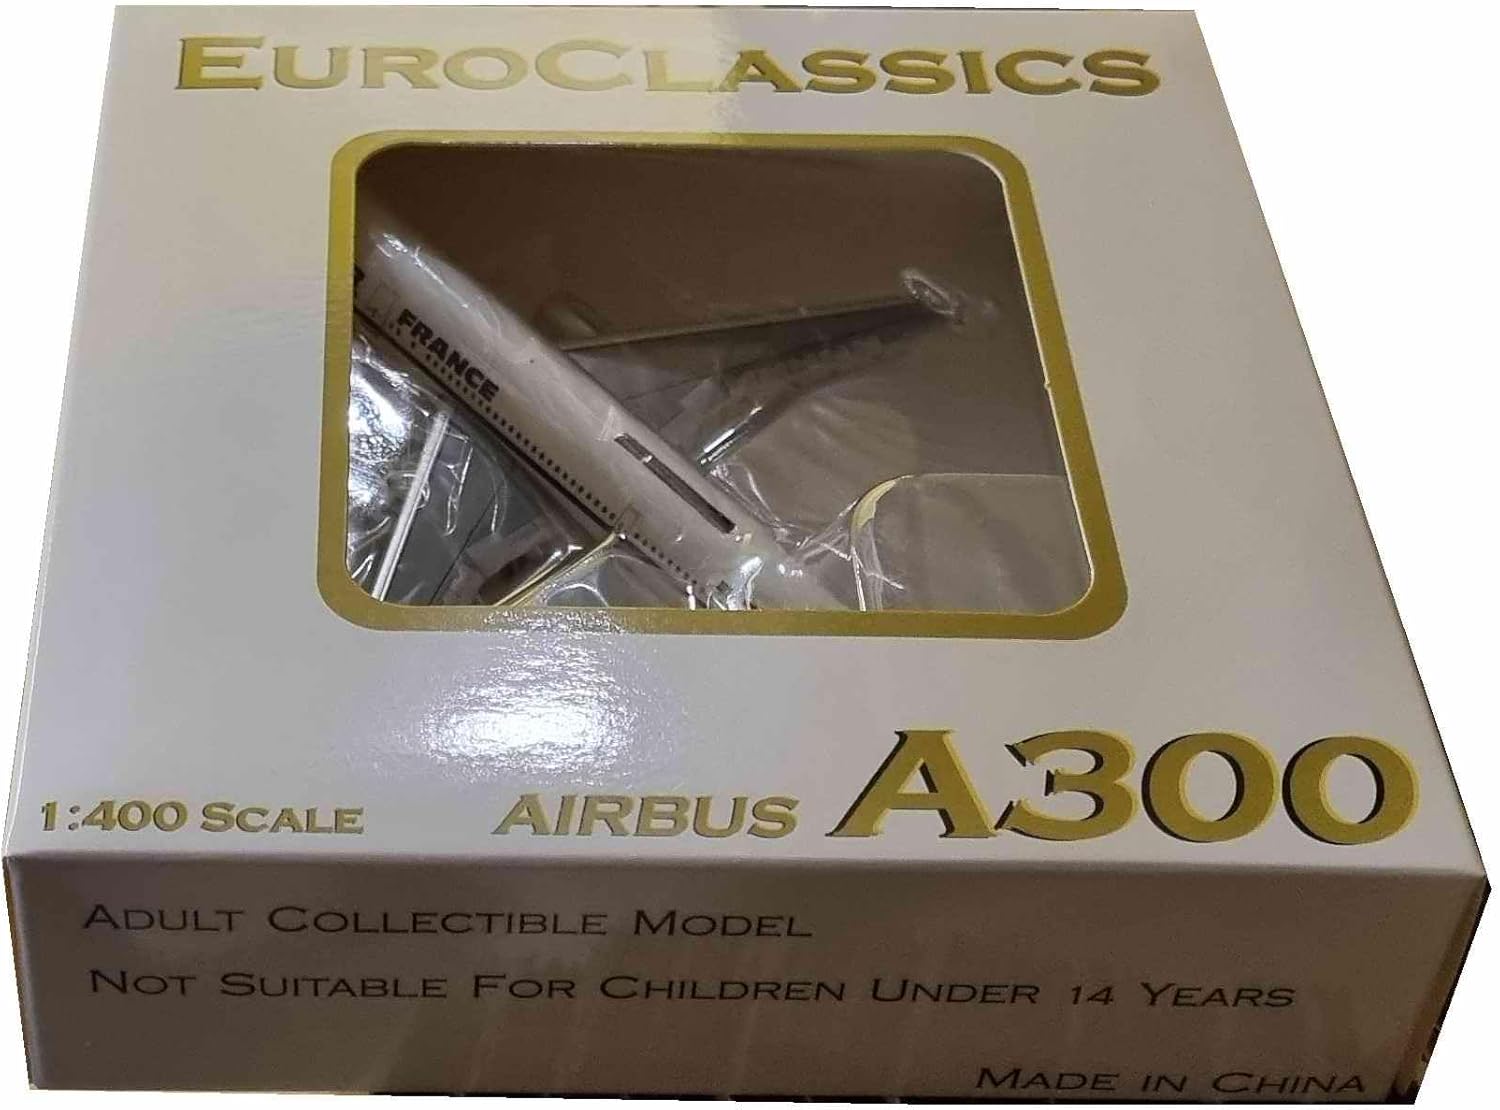 EUROCLASSICS
FRANCE
1:400 SCALE
AIRBUS A300
ADULT COLLECTIBLE MODEL
NOT SUITABLE FOR CHILDREN UNDER 14 YEARS
MADE IN CHINA